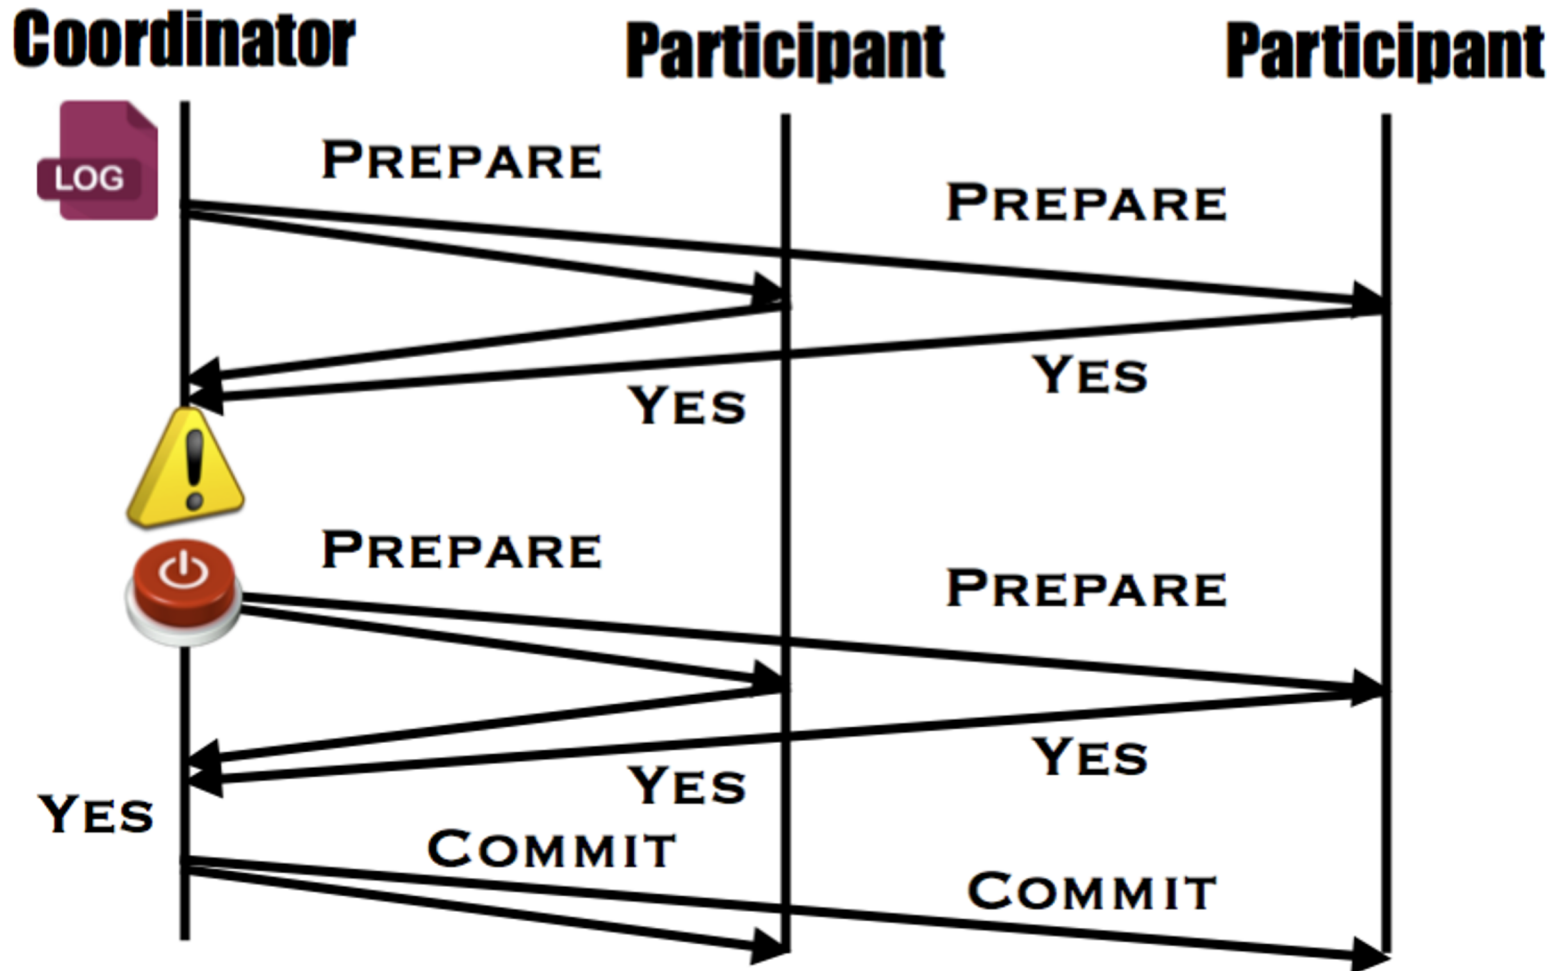 Coordinator
Participant
Participant
LOG
PREPARE
PREPARE
YES
YES
PREPARE
PREPARE
YES
YES
YES
COMMIT
COMMIT